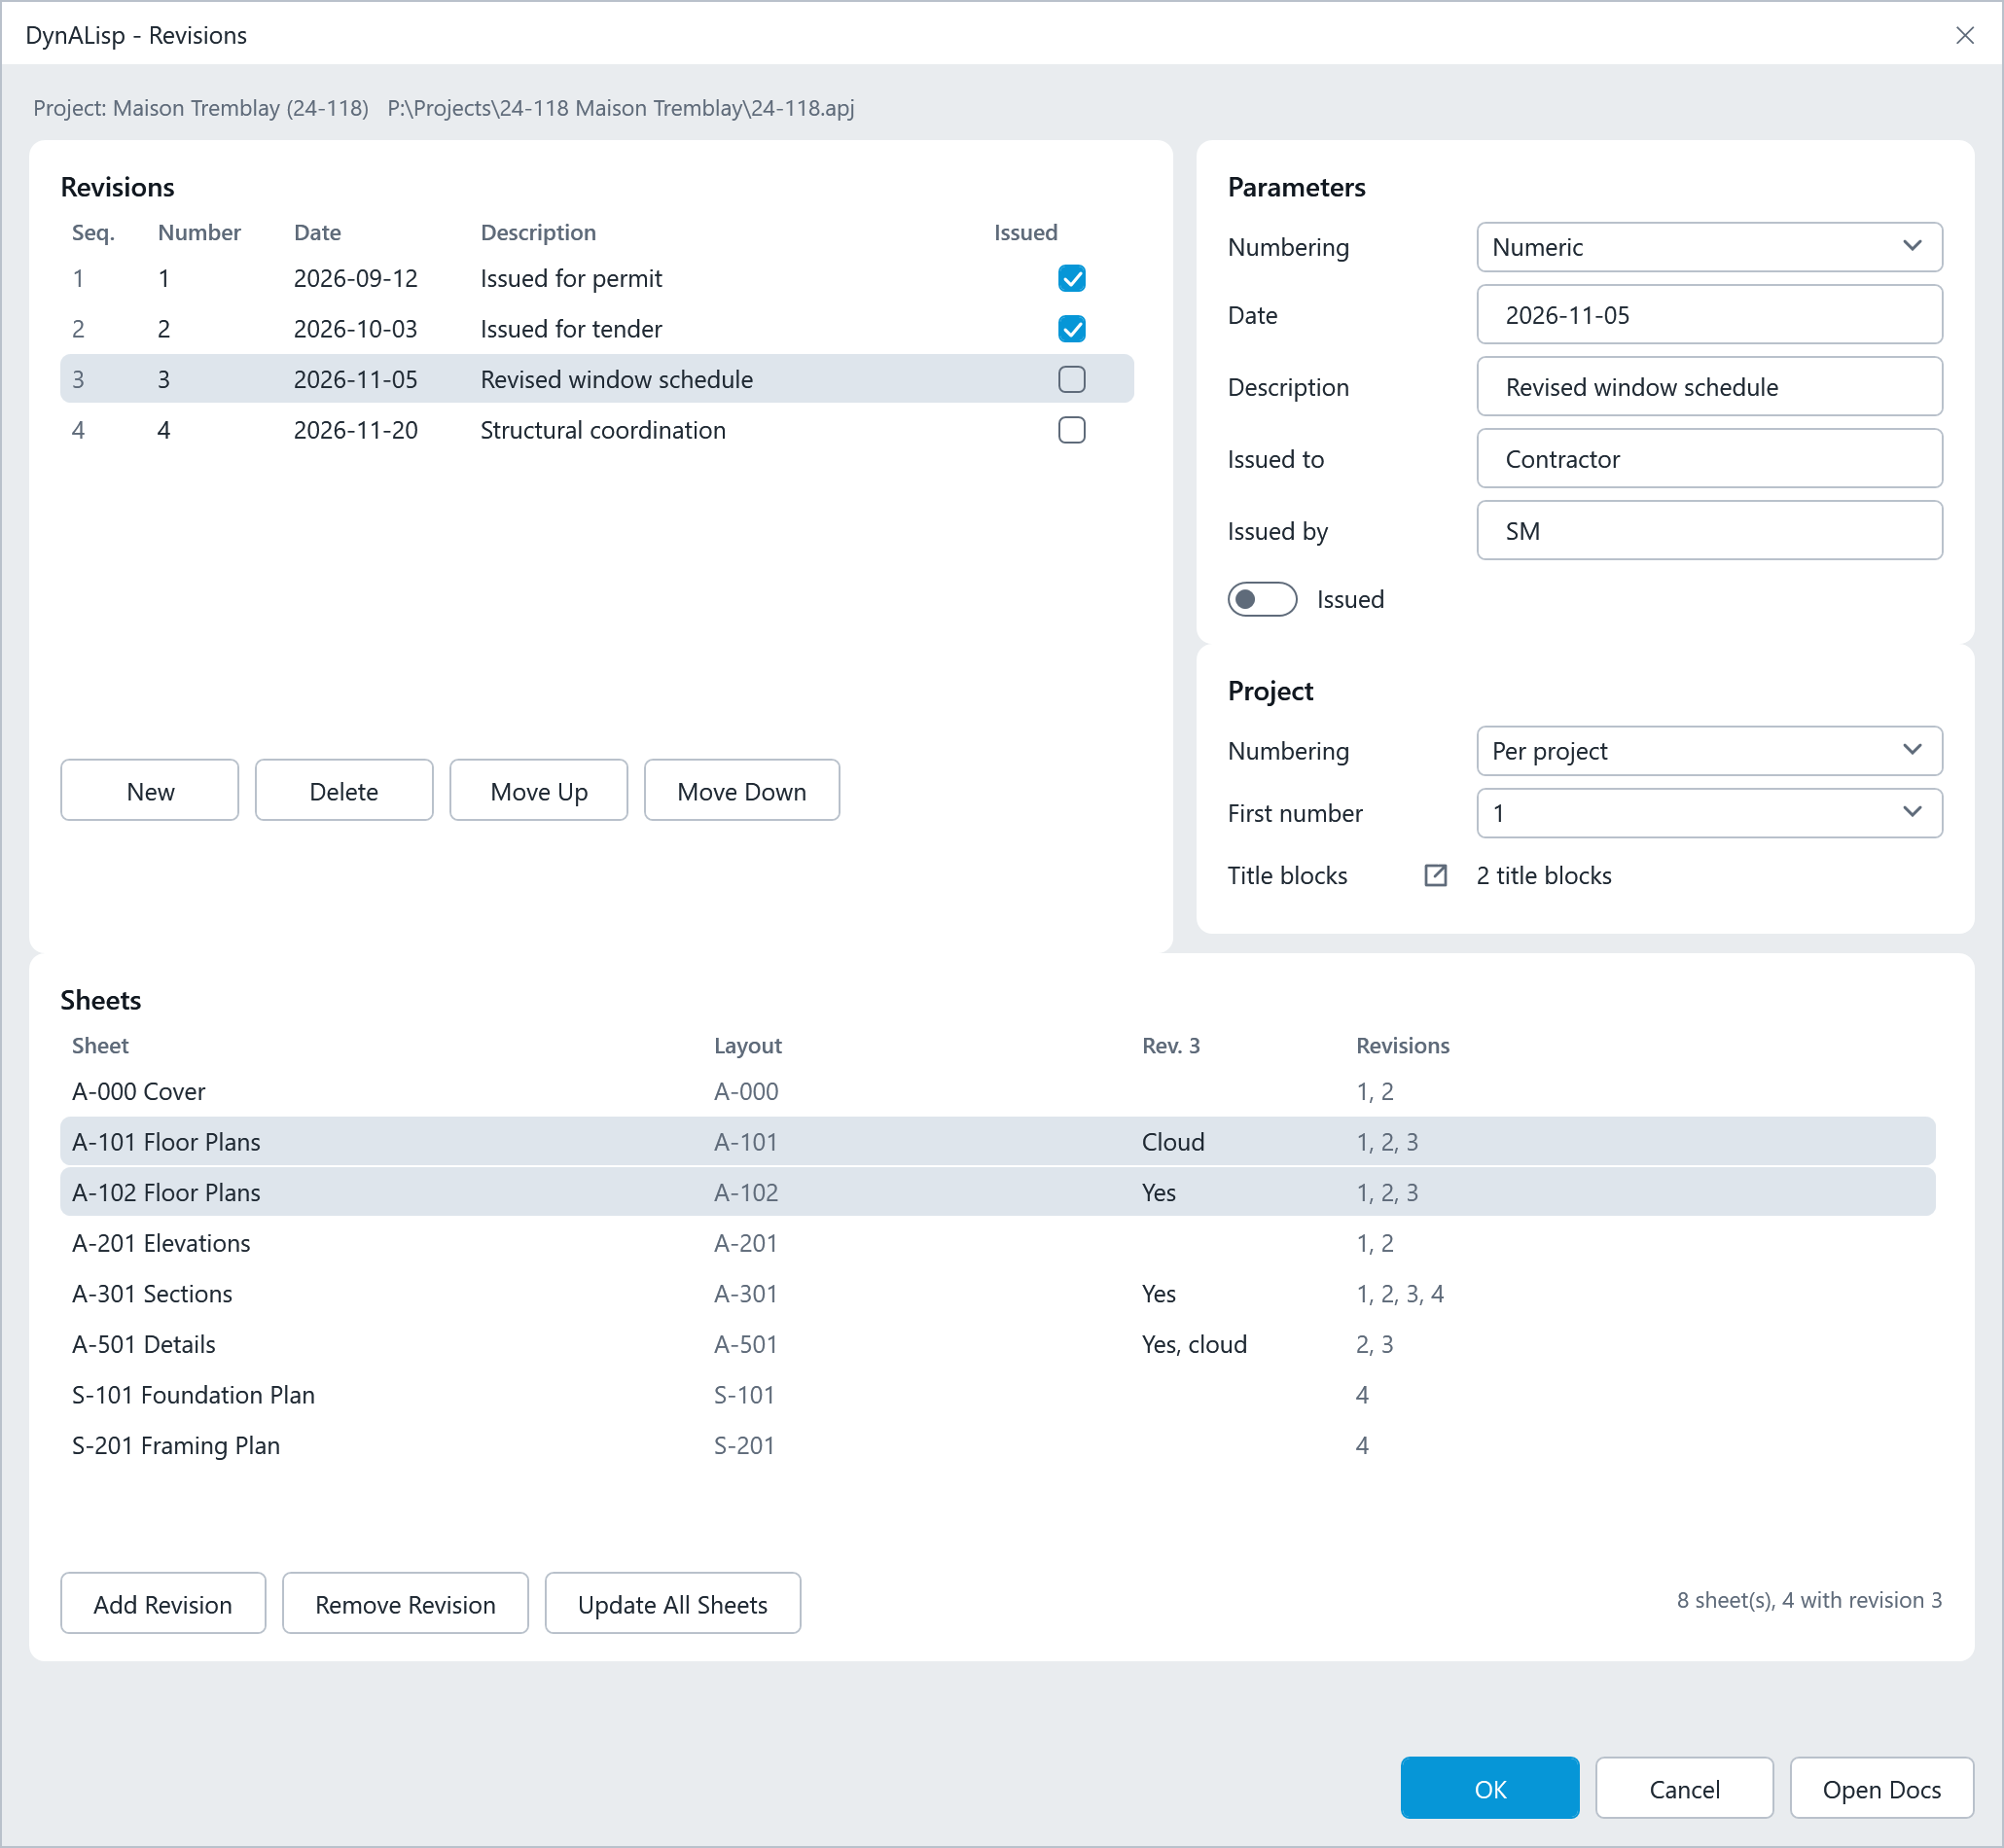 DynALisp - Revisions
Project: Maison Tremblay (24-118) P:\Projects\24-118 Maison Tremblay\24-118.apj
Revisions
Seq. Number Date Description Issued
1 1 2026-09-12 Issued for permit
2 2 2026-10-03 Issued for tender
3 3 2026-11-05 Revised window schedule
4 4 2026-11-20 Structural coordination
New Delete Move Up Move Down
Parameters
Numbering Numeric
Date 2026-11-05
Description Revised window schedule
Issued to Contractor
Issued by SM
Issued
Project
Numbering Per project
First number 1
Title blocks 2 title blocks
Sheets
Sheet Layout Rev. 3 Revisions
A-000 Cover A-000 1, 2
A-101 Floor Plans A-101 Cloud 1, 2, 3
A-102 Floor Plans A-102 Yes 1, 2, 3
A-201 Elevations A-201 1, 2
A-301 Sections A-301 Yes 1, 2, 3, 4
A-501 Details A-501 Yes, cloud 2, 3
S-101 Foundation Plan S-101 4
S-201 Framing Plan S-201 4
Add Revision Remove Revision Update All Sheets 8 sheet(s), 4 with revision 3
OK Cancel Open Docs